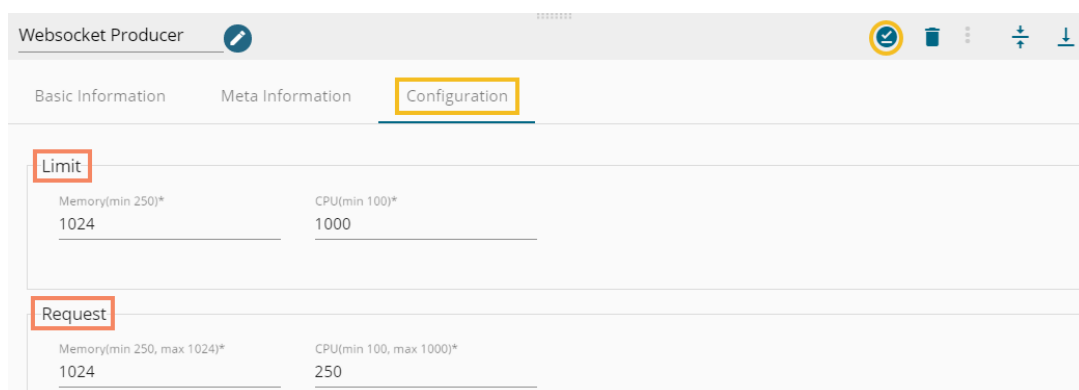 Websocket Producer
Basic Information Meta Information Configuration
Limit
Memory(min 250)* CPU(min 100)*
1024 1000
Request
Memory(min 250, max 1024)* CPU(min 100, max 1000)*
1024 250